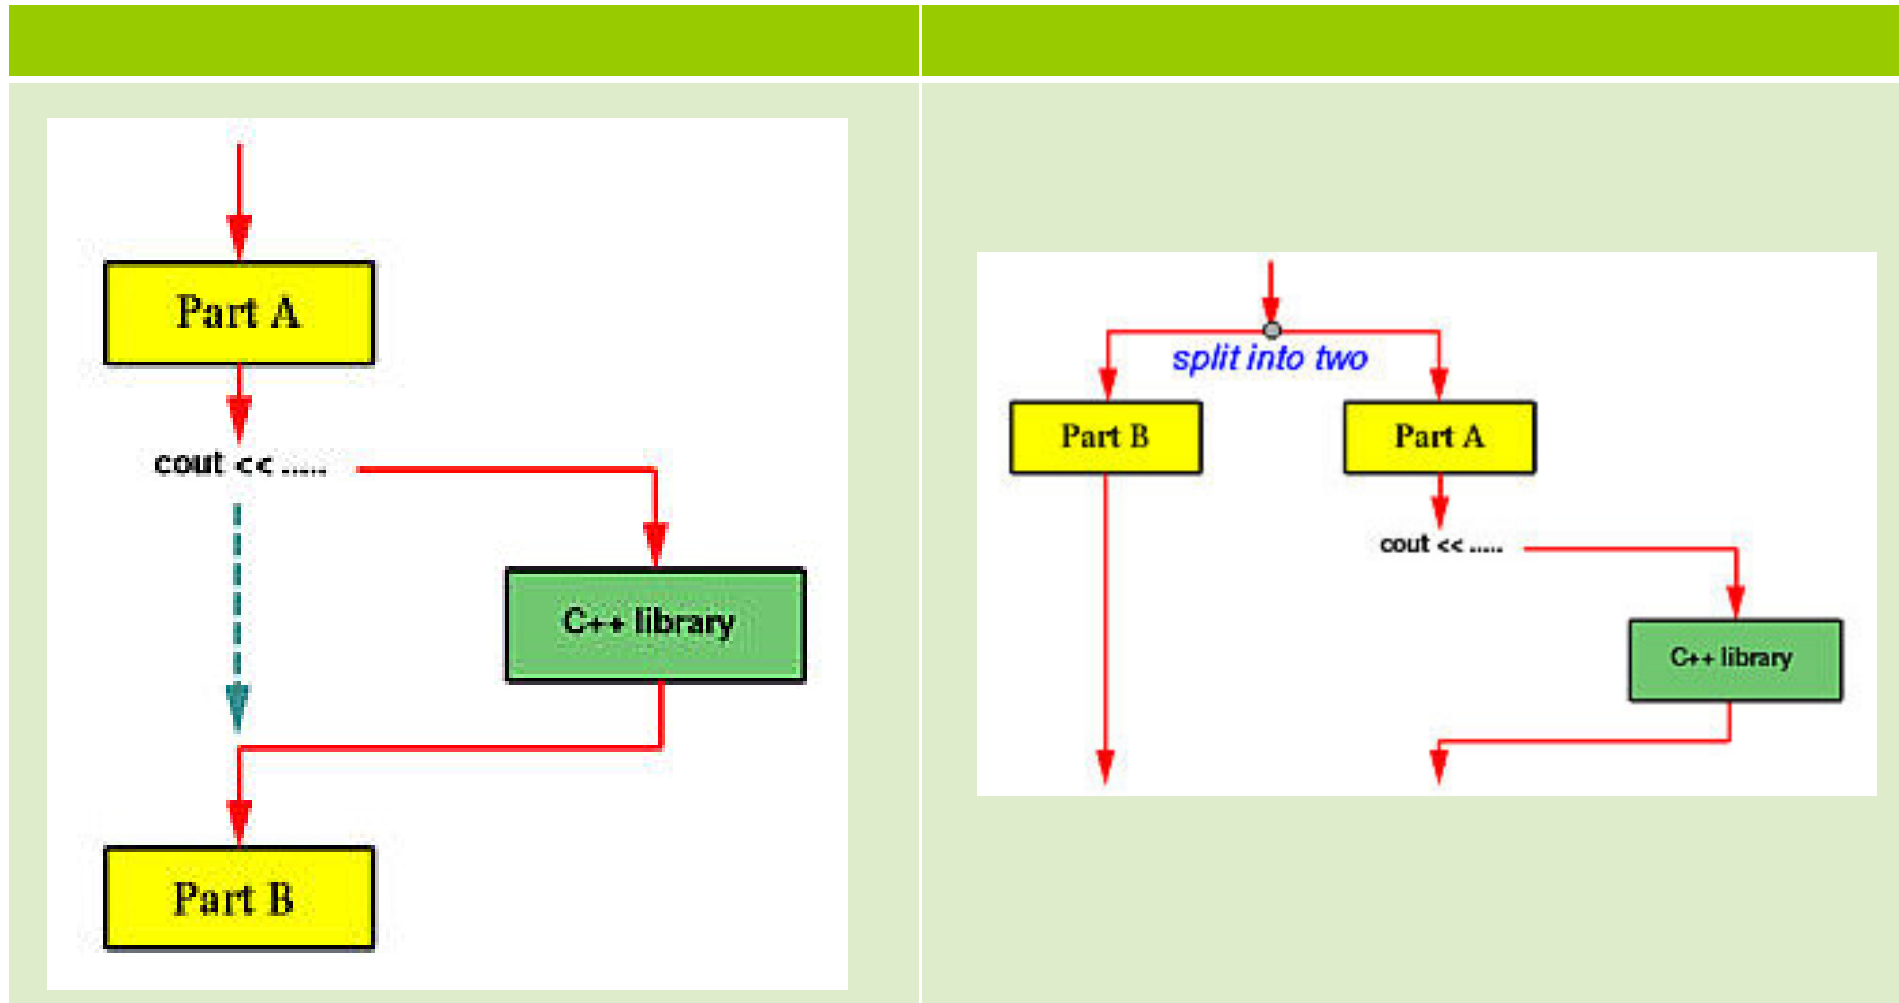 Part A
cout << .....
C++ library
Part B
split into two
Part B
Part A
cout << .....
C++ library